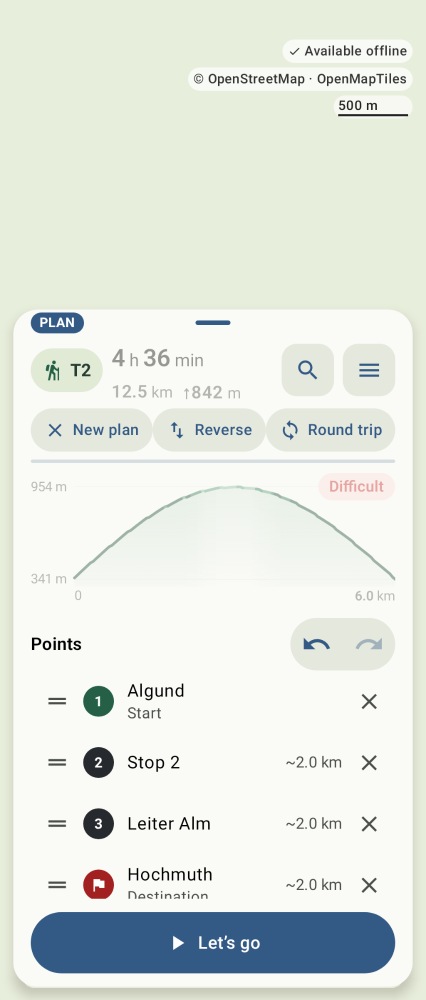 Available offline
© OpenStreetMap · OpenMapTiles
500 m
PLAN
T2
4 h 36 min
12.5 km ↑842 m
New plan
Reverse
Round trip
954 m
Difficult
341 m
0
6.0 km
Points
1
Algund
Start
2
Stop 2
~2.0 km
3
Leiter Alm
~2.0 km
Hochmuth
~2.0 km
Destination
Let's go